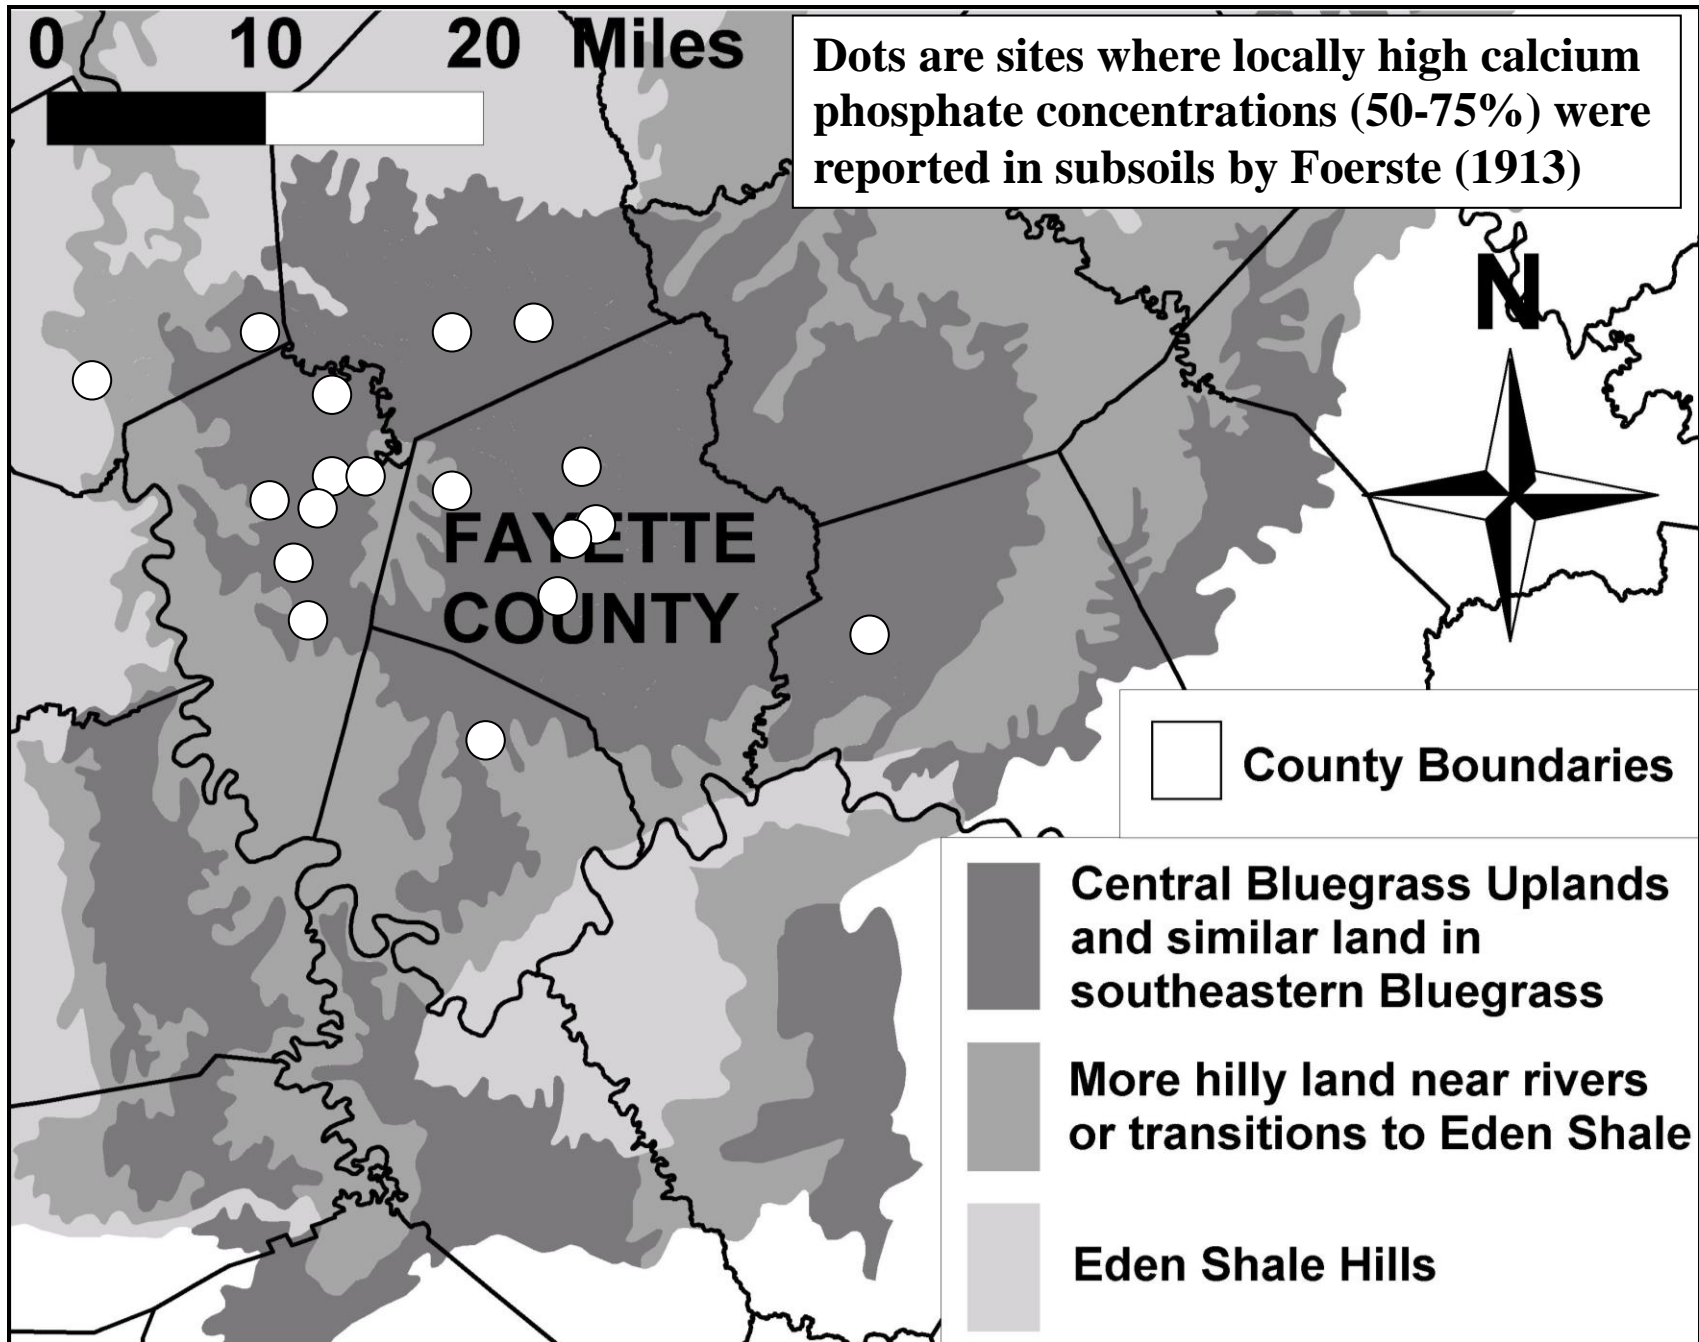 0 10 20 Miles
Dots are sites where locally high calcium
phosphate concentrations (50-75%) were
reported in subsoils by Foerste (1913)
N
FAYETTE
COUNTY
County Boundaries
Central Bluegrass Uplands
and similar land in
southeastern Bluegrass
More hilly land near rivers
or transitions to Eden Shale
Eden Shale Hills